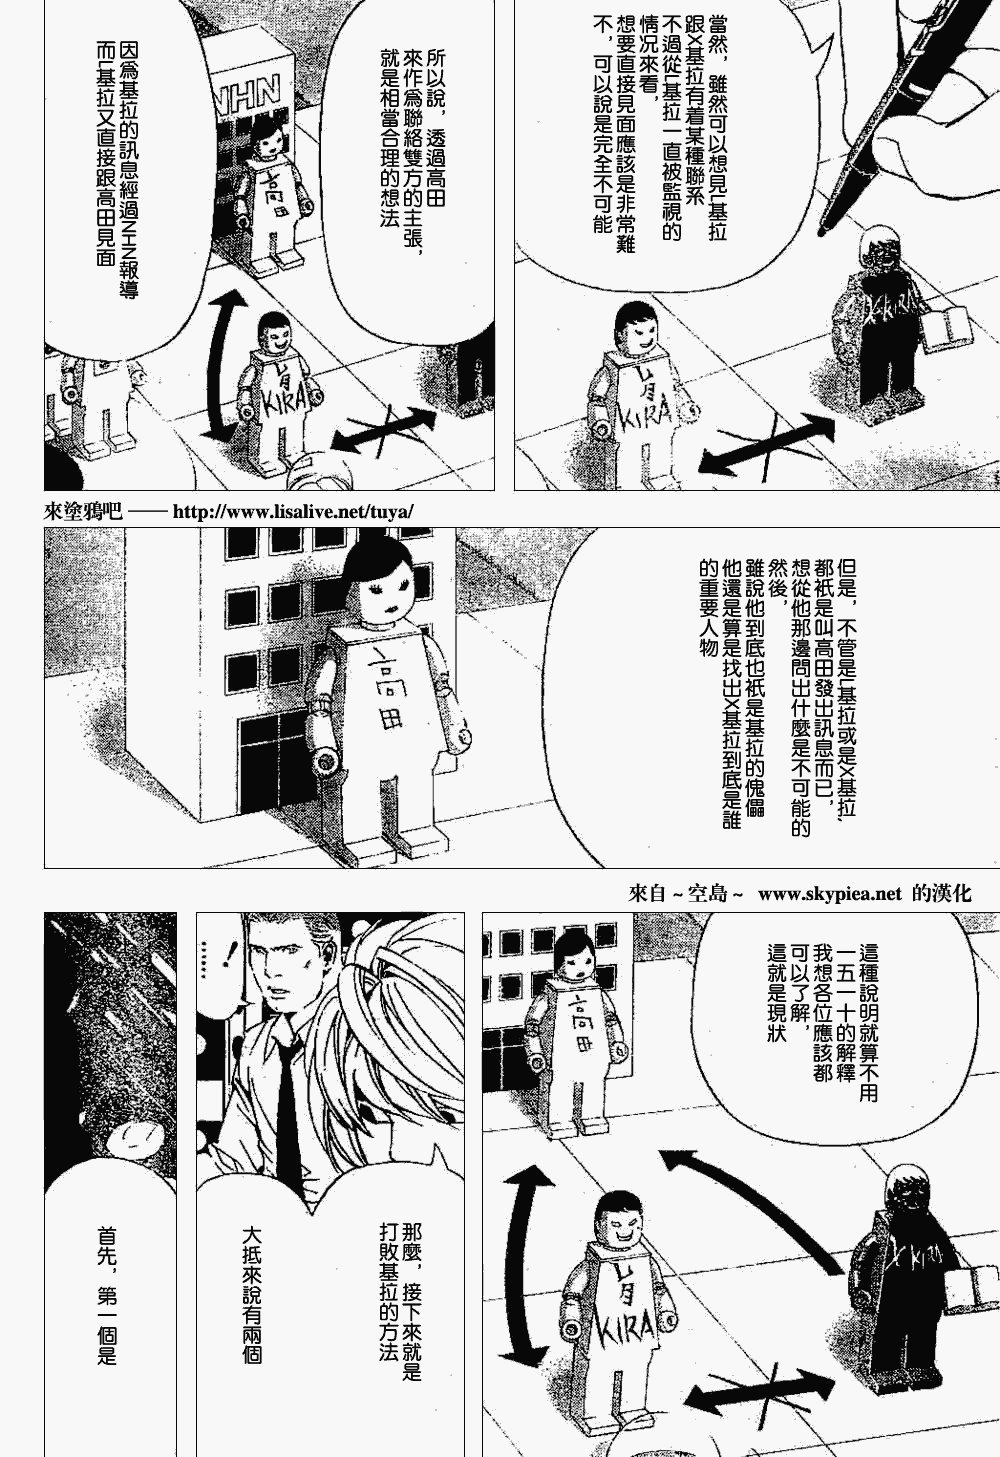 當然，雖然可以想見L基拉
跟X基拉有着某種聯系
不過從L基拉一直被監視的
情況來看，
想要直接見面應該是非常難
不，可以說是完全不可能
X-KIRA
L
月
KIRA
所以說，透過高田
來作爲聯絡雙方的主張，
就是相當合理的想法
因爲基拉的訊息經過NHN報導
而L基拉又直接跟高田見面
NHN
高田
L
月
KIRA
來塗鴉吧 —— http://www.lisalive.net/tuya/
但是，不管是L基拉或是X基拉，
都衹是叫高田發出訊息而已，
想從他那邊問出什麼是不可能的
然後，
雖說他到底也衹是基拉的傀儡
他還是算是找出X基拉到底是誰
的重要人物
高田
來自～空島～ www.skypiea.net 的漢化
這種說明就算不用
一五一十的解釋
我想各位應該都
可以了解，
這就是現狀
高田
L
月
KIRA
X KIRA
……！
那麼，接下來就是
打敗基拉的方法
大抵來說有兩個
首先，第一個是